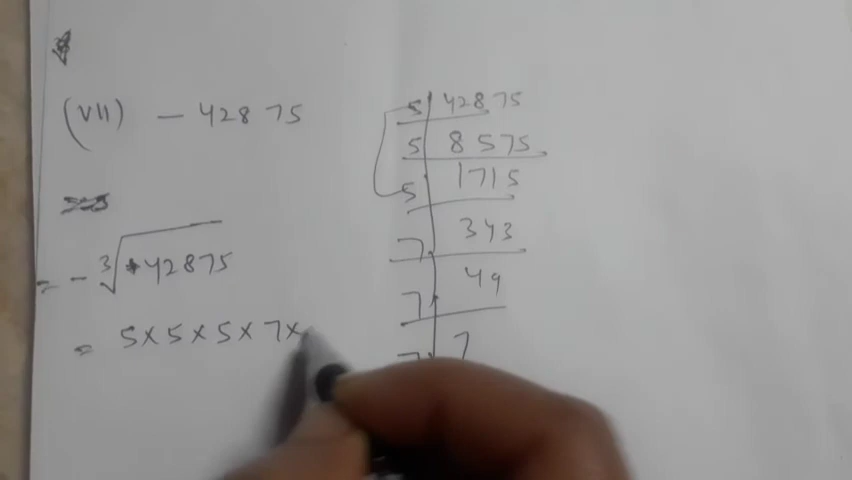 (VII) - 42875
= - ∛42875
= 5 × 5 × 5 × 7 ×
5 | 42875
5 | 8575
5 | 1715
7 | 343
7 | 49
7 | 7